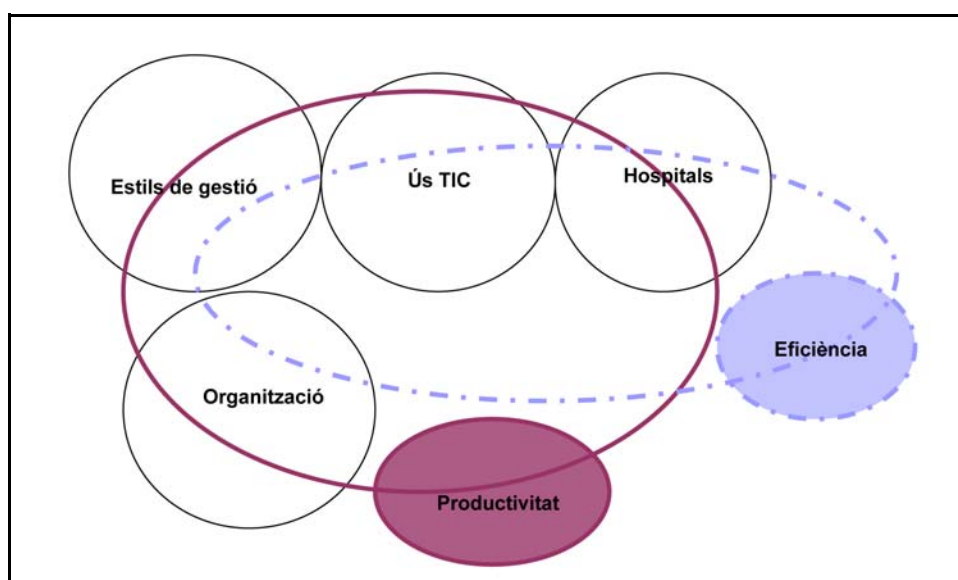 Estils de gestió
Ús TIC
Hospitals
Eficiència
Organització
Productivitat